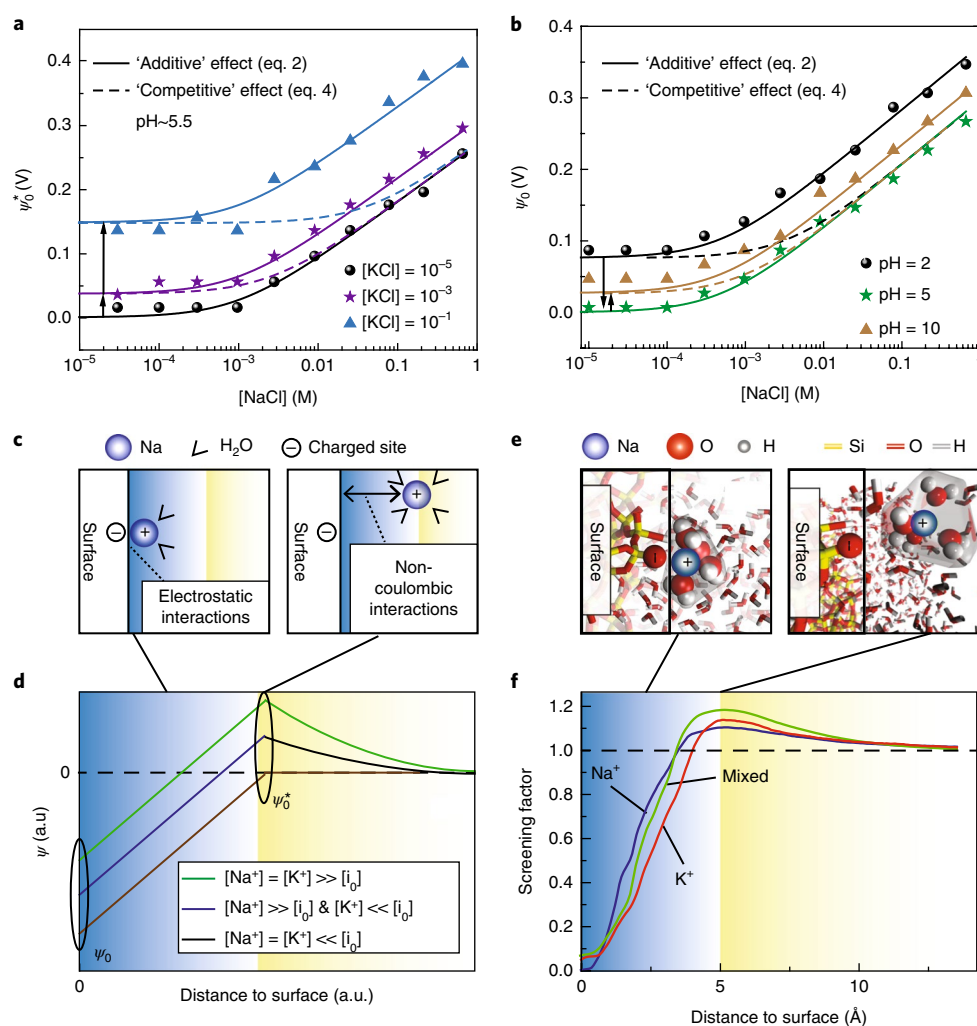 a
'Additive' effect (eq. 2)
'Competitive' effect (eq. 4)
pH~5.5
[KCl] = 10⁻⁵
[KCl] = 10⁻³
[KCl] = 10⁻¹
0.4
0.3
0.2
0.1
0.0
ψ₀* (V)
10⁻⁵ 10⁻⁴ 10⁻³ 0.01 0.1 1
[NaCl] (M)
b
'Additive' effect (eq. 2)
'Competitive' effect (eq. 4)
pH = 2
pH = 5
pH = 10
0.4
0.3
0.2
0.1
0.0
ψ₀ (V)
10⁻⁵ 10⁻⁴ 10⁻³ 0.01 0.1
[NaCl] (M)
c
Na H₂O − Charged site
Surface
−
+
Electrostatic
interactions
Surface
−
+
Non-
coulombic
interactions
e
Na O H Si O H
Surface
−
+
Surface
−
+
d
0
ψ (a.u)
ψ₀*
ψ₀
[Na⁺] = [K⁺] >> [i₀]
[Na⁺] >> [i₀] & [K⁺] << [i₀]
[Na⁺] = [K⁺] << [i₀]
0
Distance to surface (a.u.)
f
1.2
1.0
0.8
0.6
0.4
0.2
0.0
Screening factor
Na⁺
Mixed
K⁺
0 2.5 5 10
Distance to surface (Å)